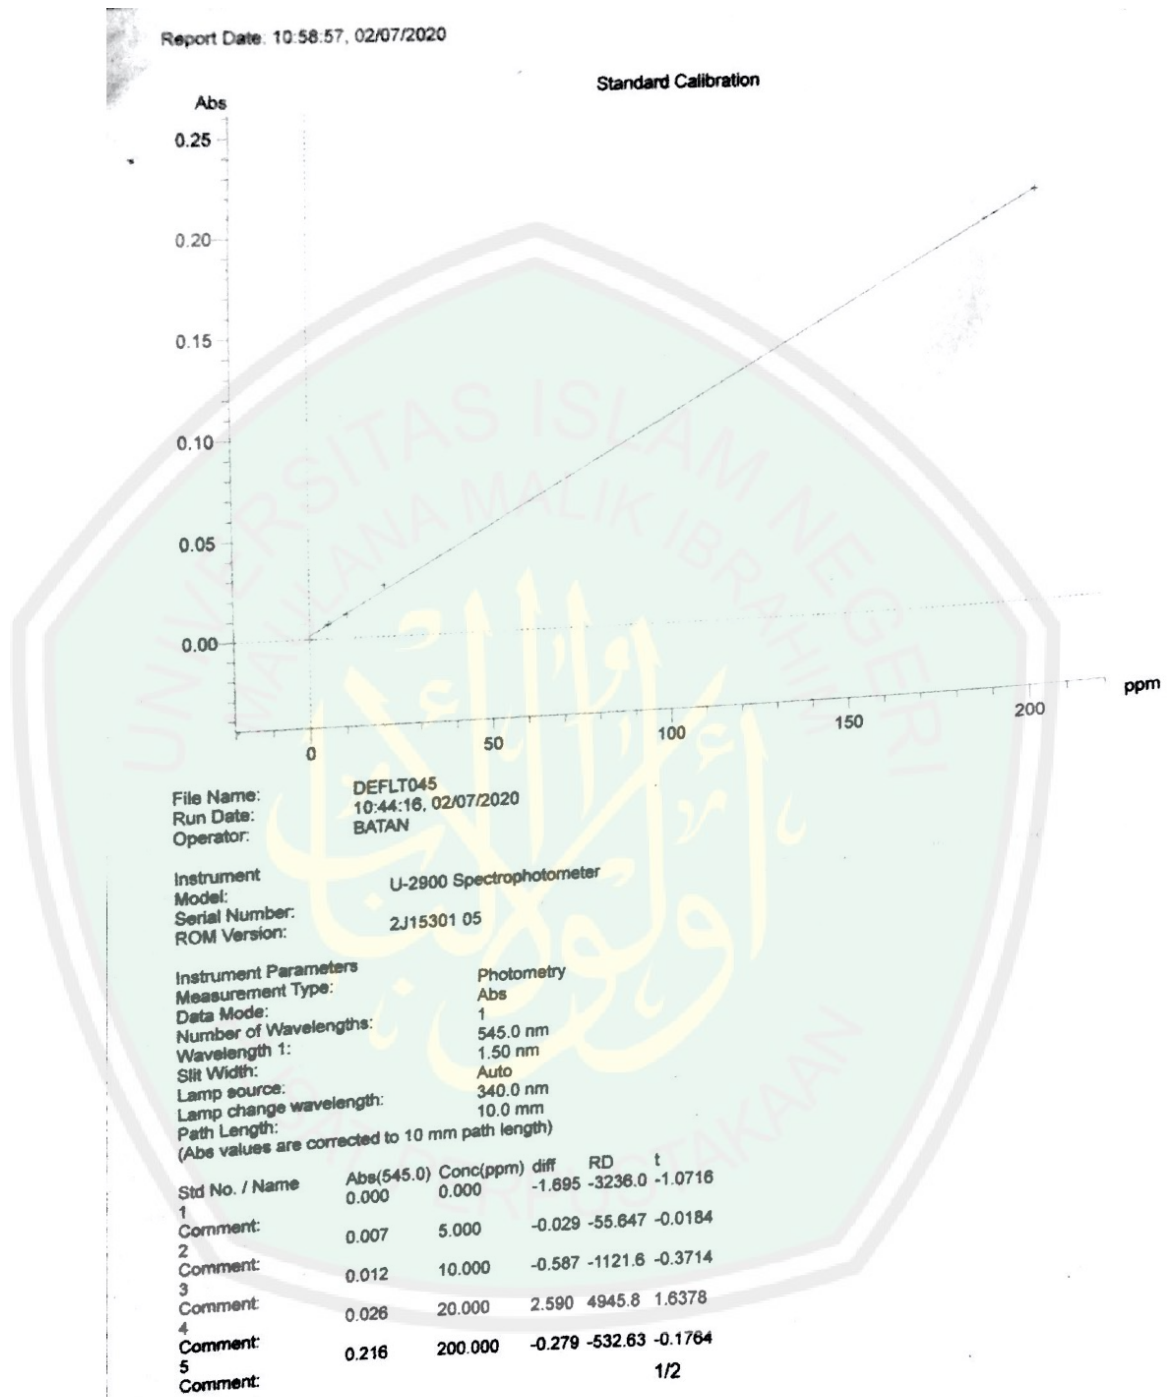 Report Date: 10:58:57, 02/07/2020
Standard Calibration
Abs
0.25
0.20
0.15
0.10
0.05
0.00
0 50 100 150 200
ppm
UNIVERSITAS ISLAM NEGERI
MAULANA MALIK IBRAHIM
File Name: DEFLT045
Run Date: 10:44:16, 02/07/2020
Operator: BATAN
Instrument
Model: U-2900 Spectrophotometer
Serial Number:
ROM Version: 2J15301 05
Instrument Parameters
Measurement Type: Photometry
Data Mode: Abs
Number of Wavelengths: 1
Wavelength 1: 545.0 nm
Slit Width: 1.50 nm
Lamp source: Auto
Lamp change wavelength: 340.0 nm
Path Length: 10.0 mm
(Abs values are corrected to 10 mm path length)
Std No. / Name Abs(545.0) Conc(ppm) diff RD t
1 0.000 0.000 -1.695 -3236.0 -1.0716
Comment:
2 0.007 5.000 -0.029 -55.647 -0.0184
Comment:
3 0.012 10.000 -0.587 -1121.6 -0.3714
Comment:
4 0.026 20.000 2.590 4945.8 1.6378
Comment:
5 0.216 200.000 -0.279 -532.63 -0.1764
Comment:
1/2
PUSAT PERPUSTAKAAN